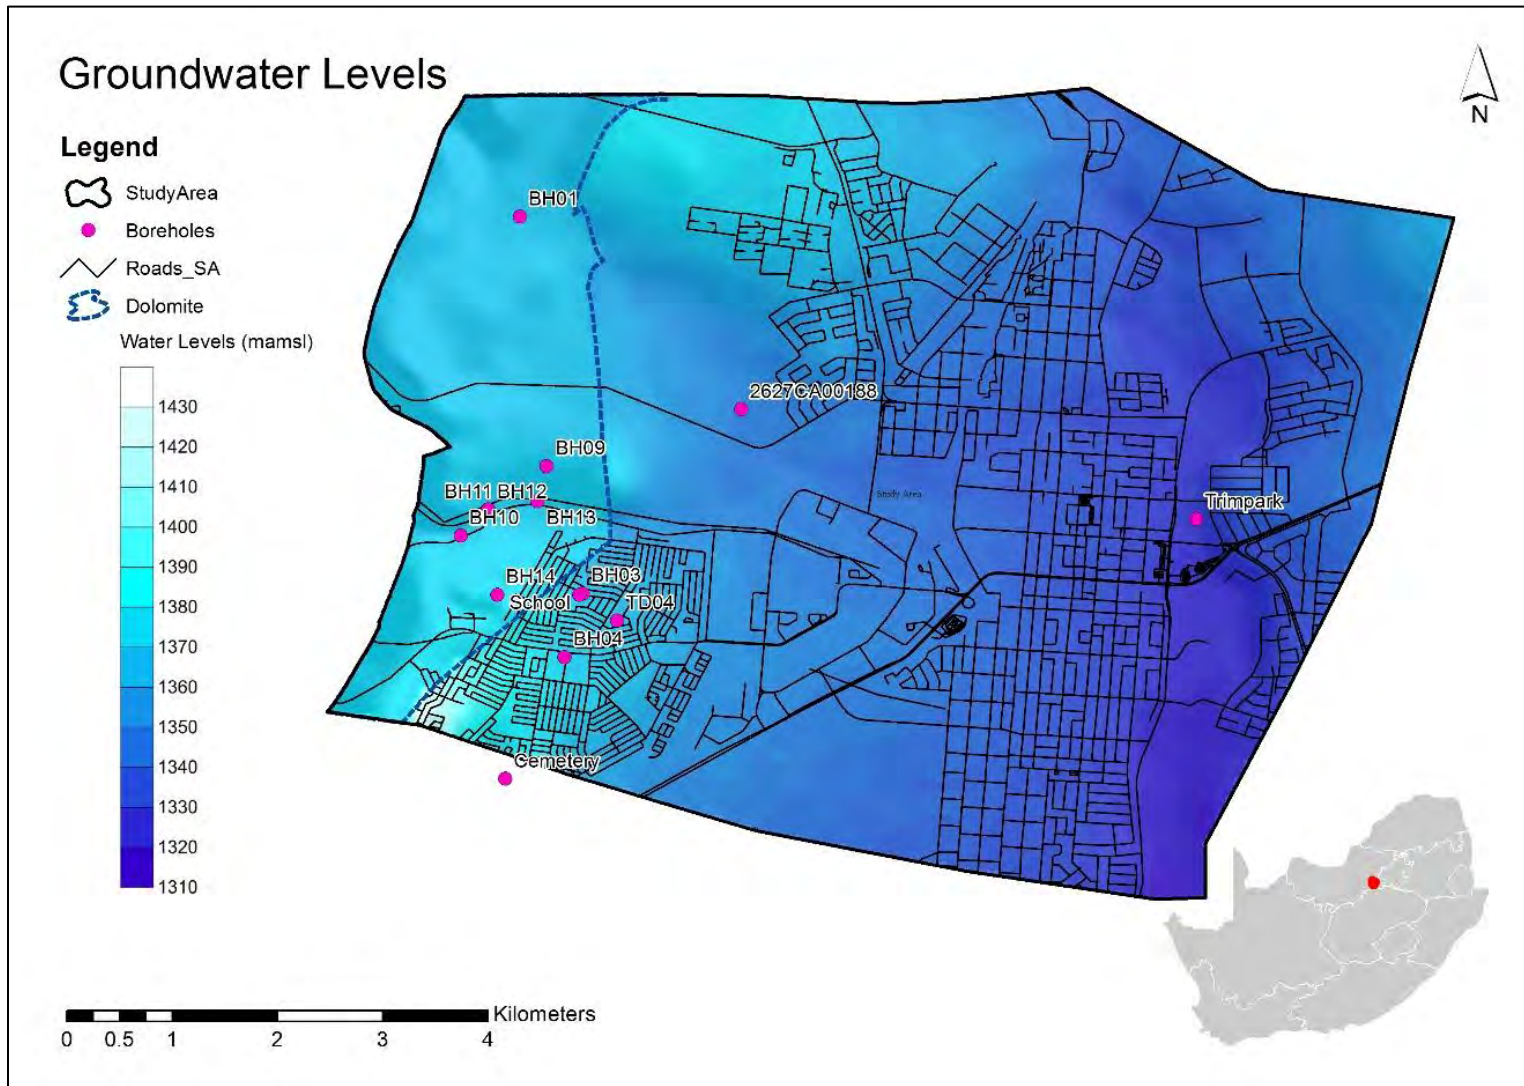 Groundwater Levels
N
Legend
StudyArea
Boreholes
Roads_SA
Dolomite
Water Levels (mamsl)
1430
1420
1410
1400
1390
1380
1370
1360
1350
1340
1330
1320
1310
BH01
2627CA00188
BH09
BH11 BH12
BH10
BH13
Study Area
Trimpark
BH14
BH03
School
TD04
BH04
Cemetery
Kilometers
0 0.5 1 2 3 4